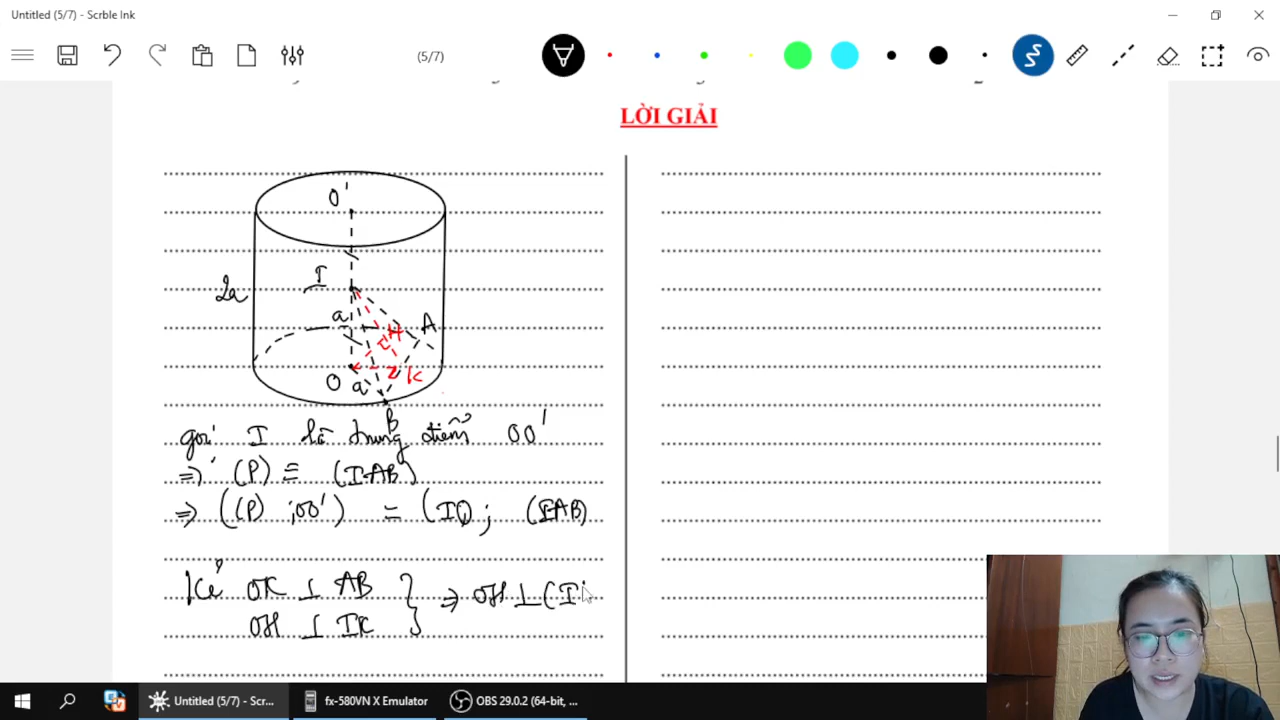 Untitled (5/7) - Scrble Ink
(5/7)
LỜI GIẢI
O'
2a
I
a
H
A
2
K
O
a
B
gọi I là trung điểm OO'
=> (P) ≡ (IAB)
=> ((P) ; OO') = (IO ; (IAB)
Kẻ OK ⊥ AB } => OH ⊥ (I
OH ⊥ IK
Untitled (5/7) - Scr...
fx-580VN X Emulator
OBS 29.0.2 (64-bit, ...